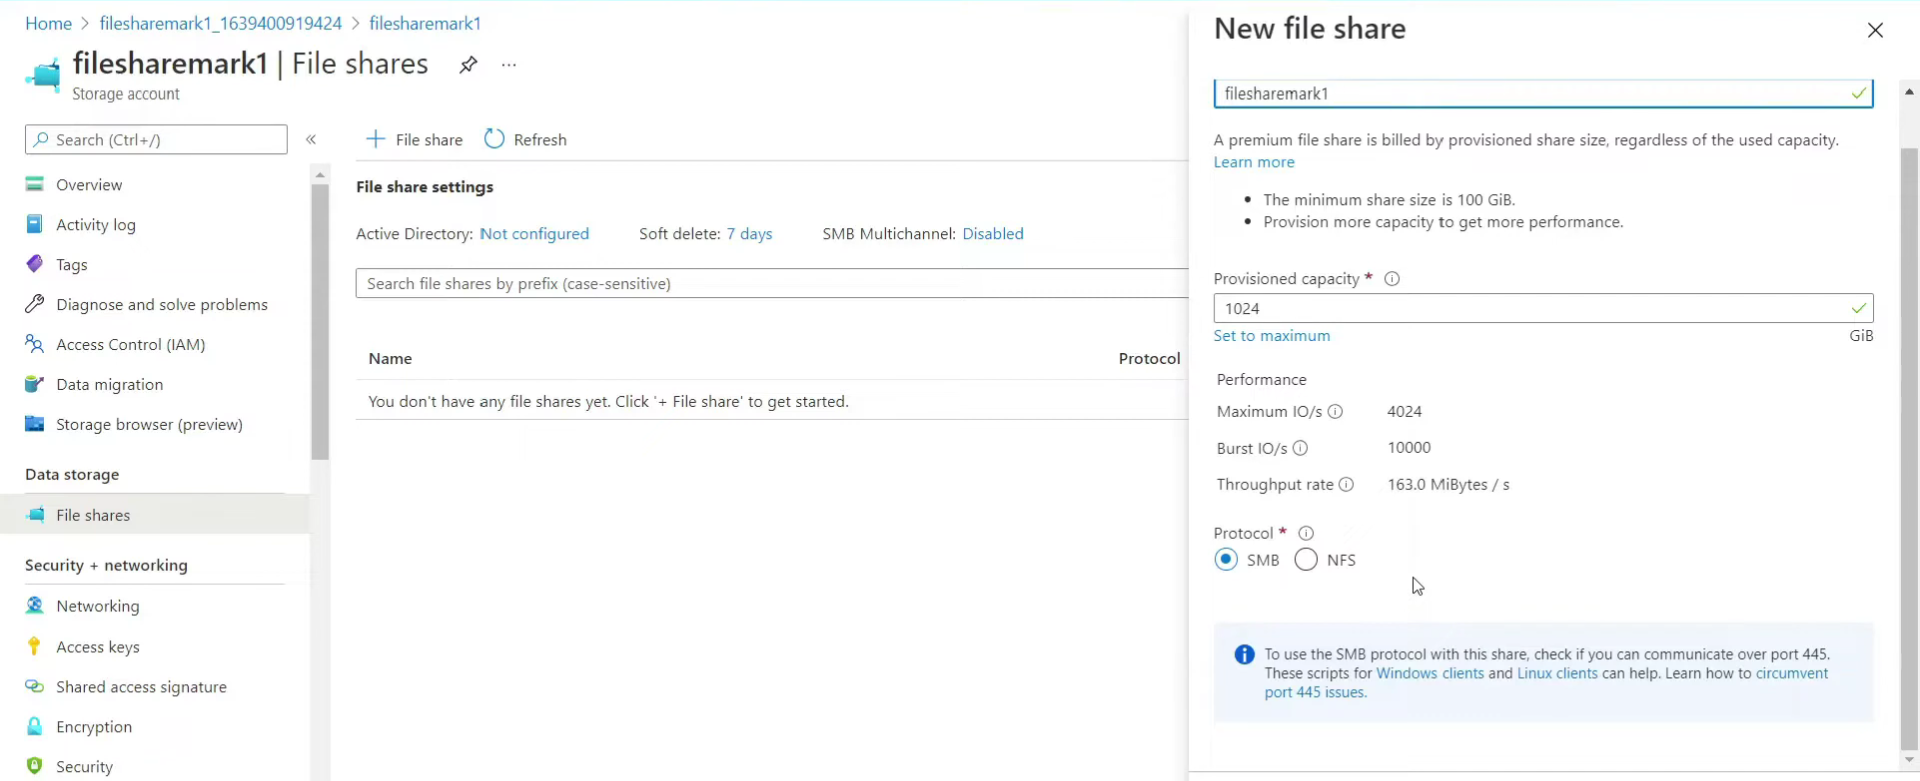 Home > filesharemark1_1639400919424 > filesharemark1
filesharemark1 | File shares
Storage account
Search (Ctrl+/)
Overview
Activity log
Tags
Diagnose and solve problems
Access Control (IAM)
Data migration
Storage browser (preview)
Data storage
File shares
Security + networking
Networking
Access keys
Shared access signature
Encryption
Security
+ File share Refresh
File share settings
Active Directory: Not configured Soft delete: 7 days SMB Multichannel: Disabled
Search file shares by prefix (case-sensitive)
Name Protocol
You don't have any file shares yet. Click '+ File share' to get started.
New file share
filesharemark1
A premium file share is billed by provisioned share size, regardless of the used capacity.
Learn more
• The minimum share size is 100 GiB.
• Provision more capacity to get more performance.
Provisioned capacity *
1024
Set to maximum GiB
Performance
Maximum IO/s 4024
Burst IO/s 10000
Throughput rate 163.0 MiBytes / s
Protocol *
SMB NFS
To use the SMB protocol with this share, check if you can communicate over port 445.
These scripts for Windows clients and Linux clients can help. Learn how to circumvent
port 445 issues.